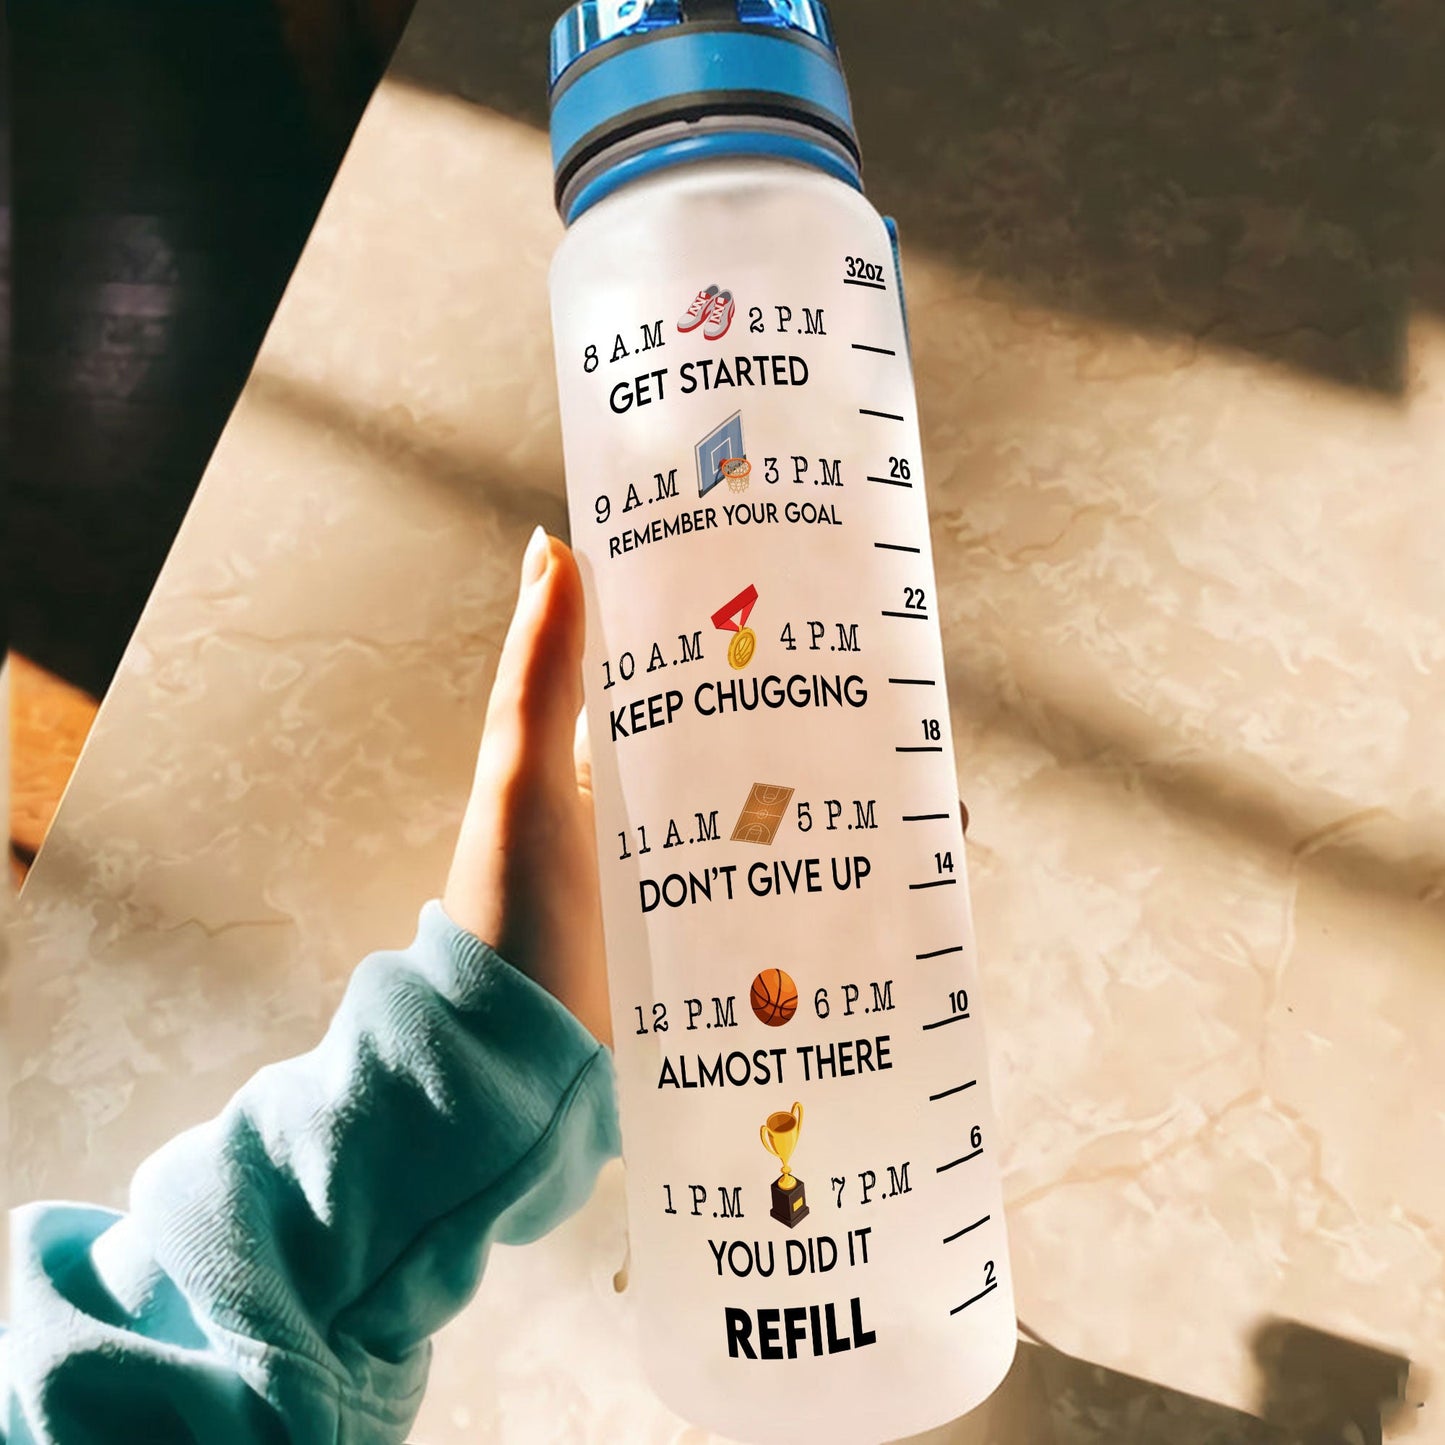 32oz
8 A.M 2 P.M
GET STARTED
26
9 A.M 3 P.M
REMEMBER YOUR GOAL
22
10 A.M 4 P.M
KEEP CHUGGING
18
11 A.M 5 P.M
DON'T GIVE UP
14
12 P.M 6 P.M
10
ALMOST THERE
6
1 P.M 7 P.M
YOU DID IT
2
REFILL